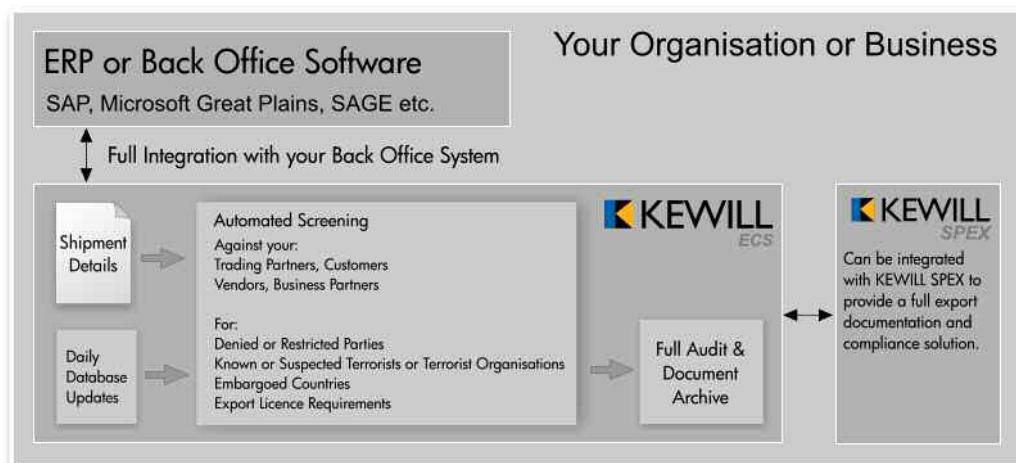 Your Organisation or Business
ERP or Back Office Software
SAP, Microsoft Great Plains, SAGE etc.
Full Integration with your Back Office System
Shipment
Details
Daily
Database
Updates
Automated Screening
Against your:
Trading Partners, Customers
Vendors, Business Partners
For:
Denied or Restricted Parties
Known or Suspected Terrorists or Terrorist Organisations
Embargoed Countries
Export Licence Requirements
KEWILL
ECS
Full Audit &
Document
Archive
KEWILL
SPEX
Can be integrated
with KEWILL SPEX to
provide a full export
documentation and
compliance solution.